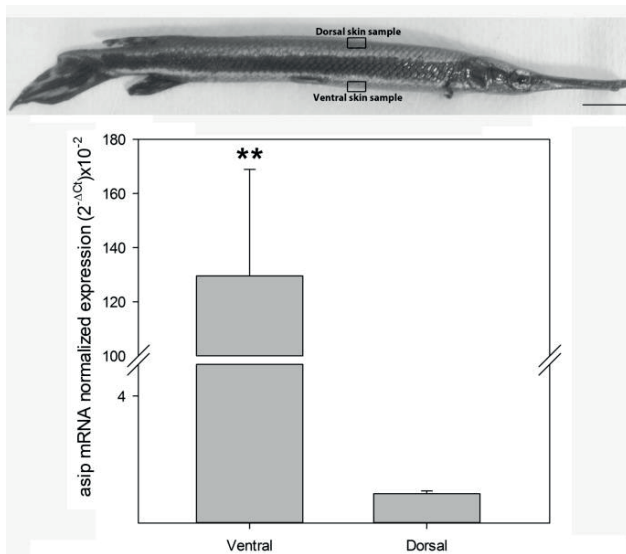 Dorsal skin sample
Ventral skin sample
asip mRNA normalized expression (2^-ΔCt)x10^-2
180
**
160
140
120
100
4
Ventral
Dorsal